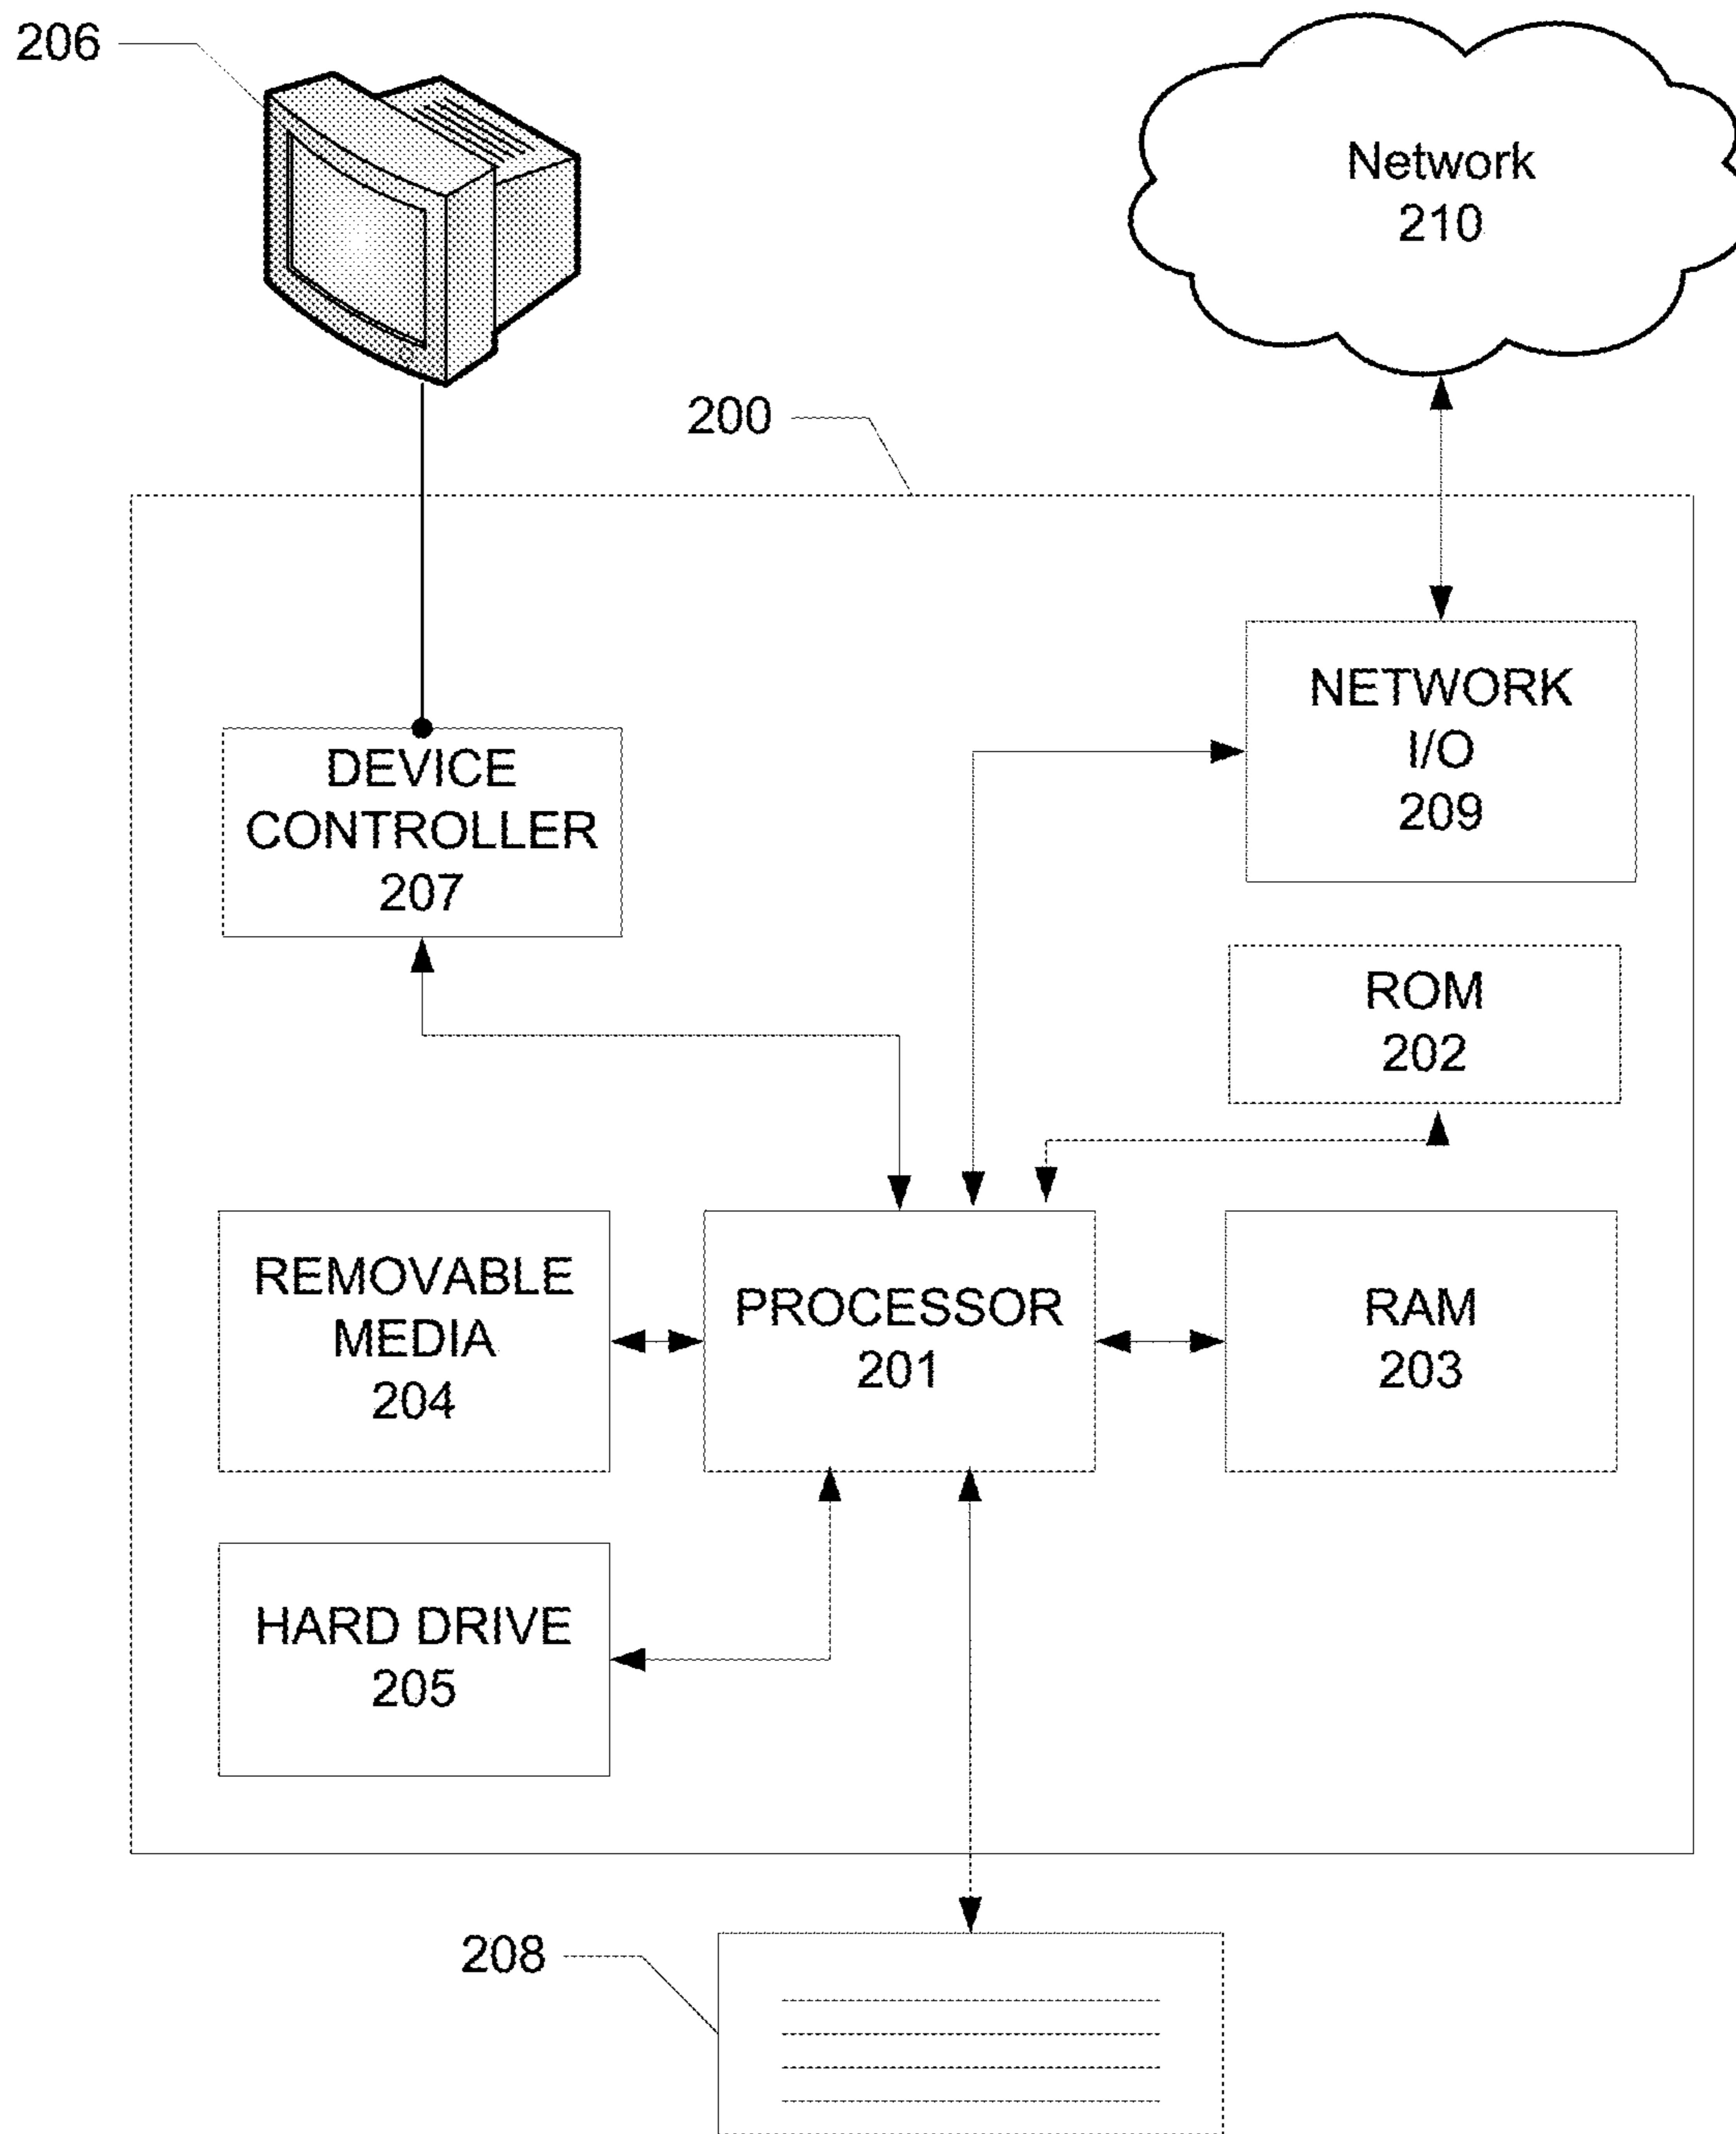 206
Network
210
200
NETWORK
I/O
209
DEVICE
CONTROLLER
207
ROM
202
REMOVABLE
MEDIA
204
PROCESSOR
201
RAM
203
HARD DRIVE
205
208